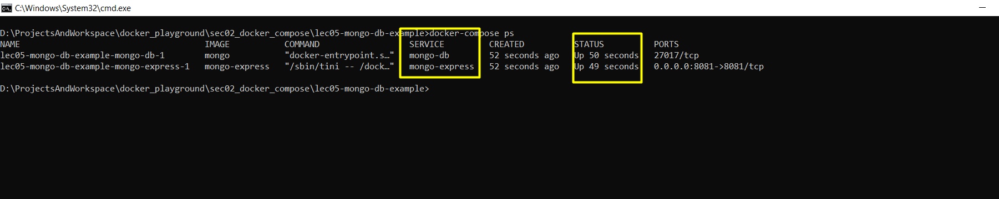 C:\Windows\System32\cmd.exe
D:\ProjectsAndWorkspace\docker_playground\sec02_docker_compose\lec05-mongo-db-example>docker-compose ps
NAME IMAGE COMMAND SERVICE CREATED STATUS PORTS
lec05-mongo-db-example-mongo-db-1 mongo "docker-entrypoint.s…" mongo-db 52 seconds ago Up 50 seconds 27017/tcp
lec05-mongo-db-example-mongo-express-1 mongo-express "/sbin/tini -- /dock…" mongo-express 52 seconds ago Up 49 seconds 0.0.0.0:8081->8081/tcp
D:\ProjectsAndWorkspace\docker_playground\sec02_docker_compose\lec05-mongo-db-example>